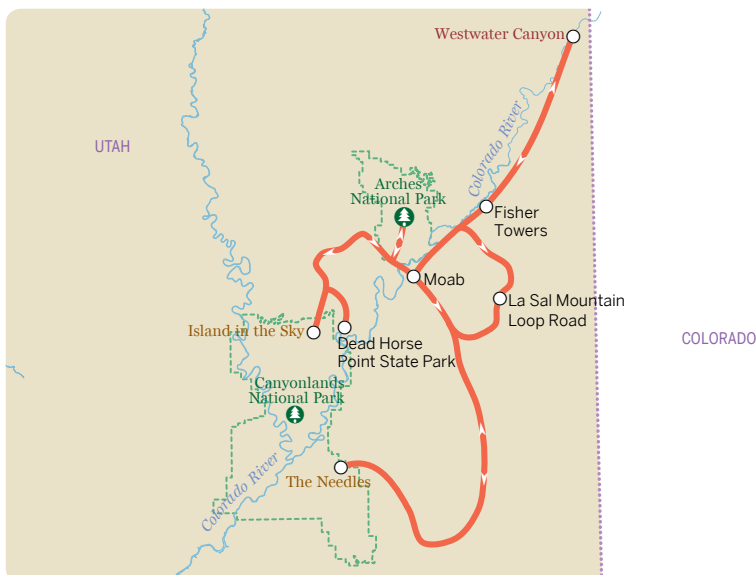 Westwater Canyon
Colorado River
UTAH
Arches
National Park
Fisher
Towers
Moab
La Sal Mountain
Loop Road
Island in the Sky
Dead Horse
Point State Park
COLORADO
Canyonlands
National Park
The Needles
Colorado River